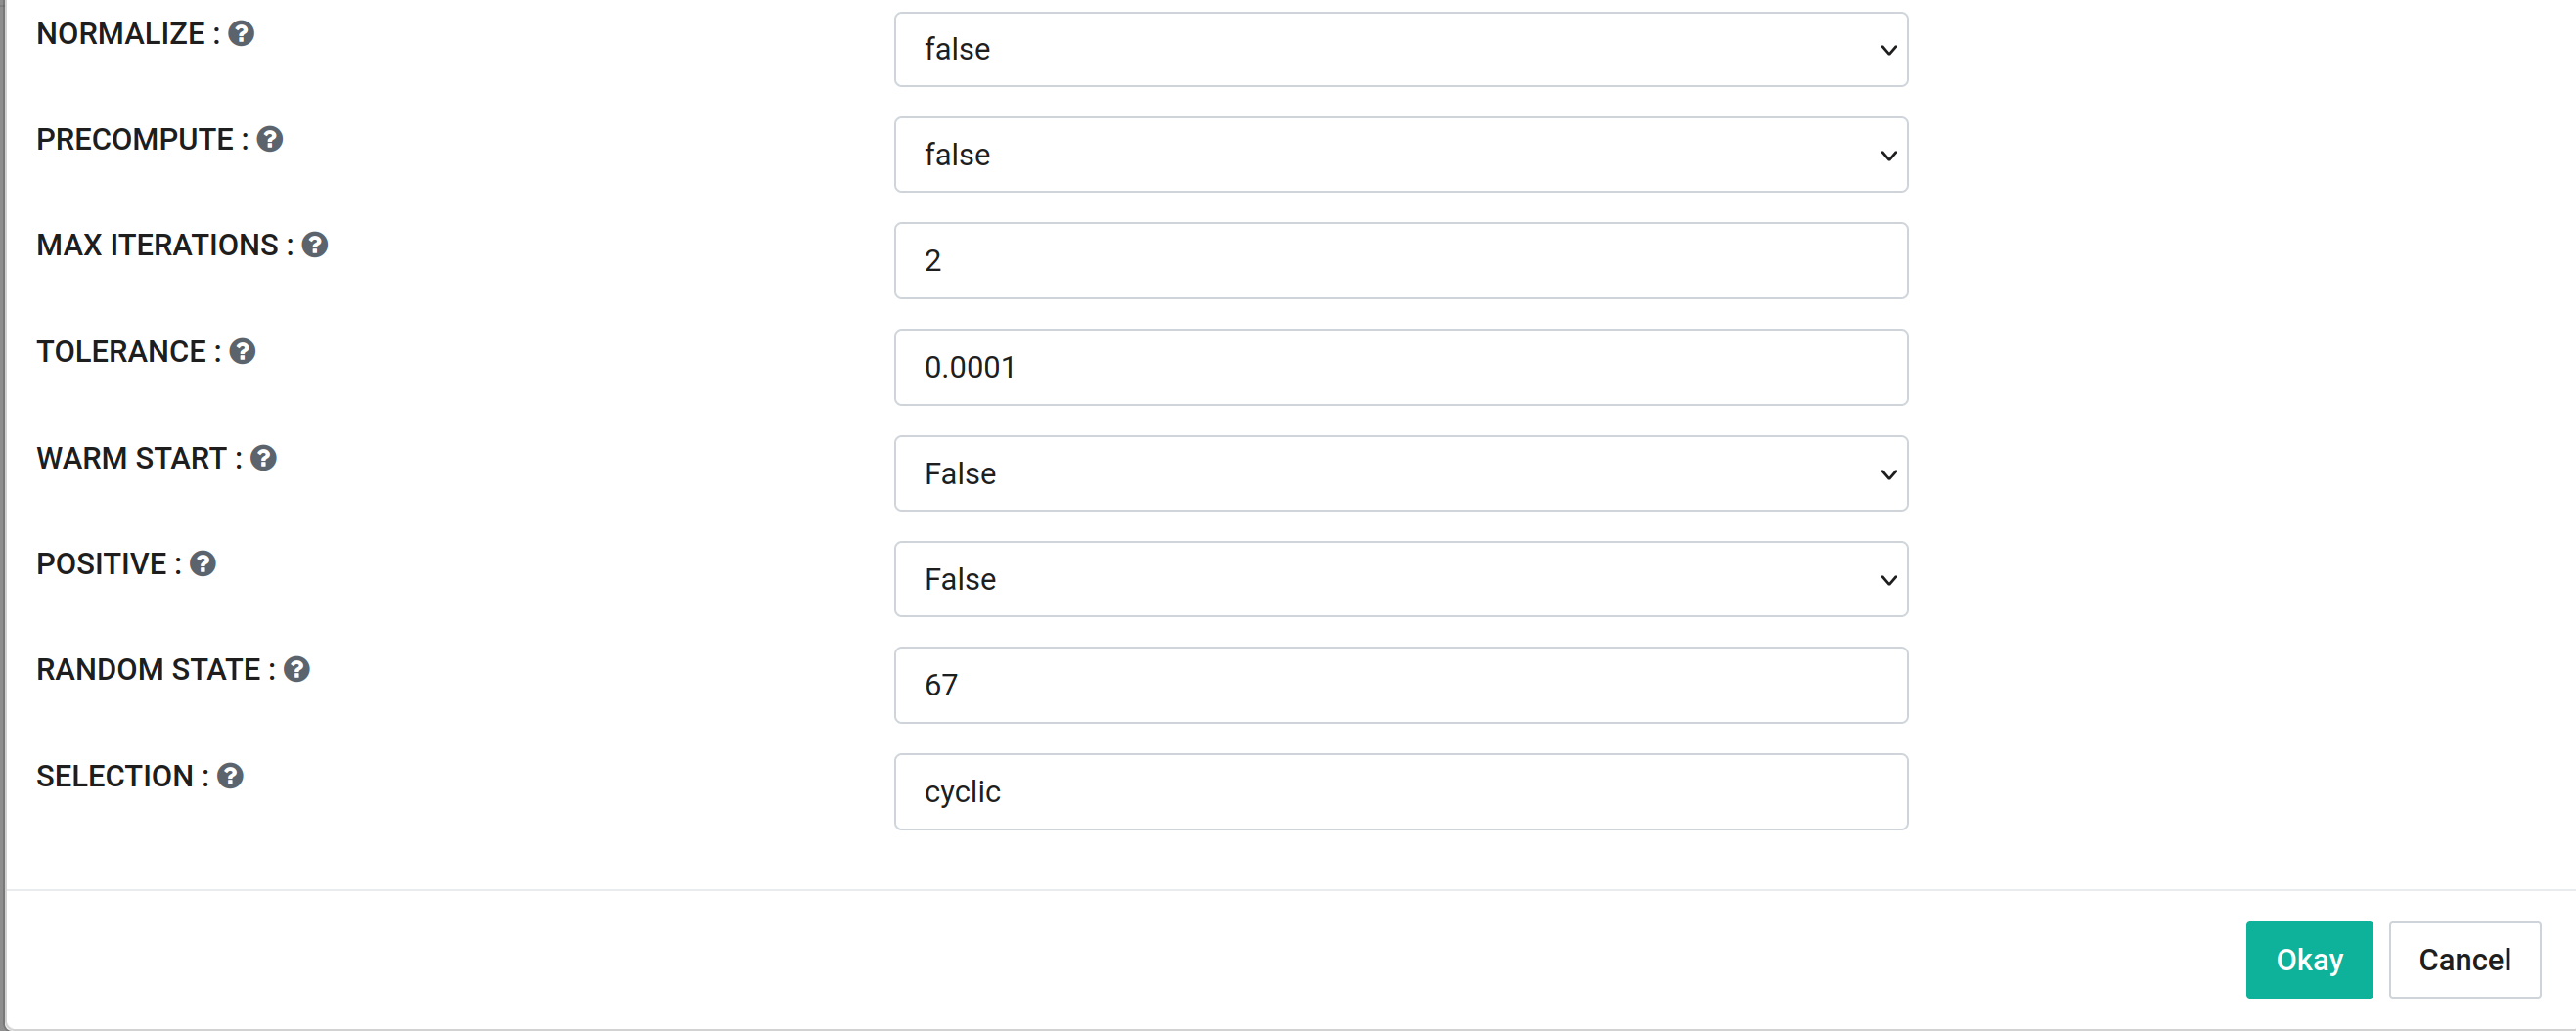 NORMALIZE : ? false
PRECOMPUTE : ? false
MAX ITERATIONS : ? 2
TOLERANCE : ? 0.0001
WARM START : ? False
POSITIVE : ? False
RANDOM STATE : ? 67
SELECTION : ? cyclic
Okay Cancel